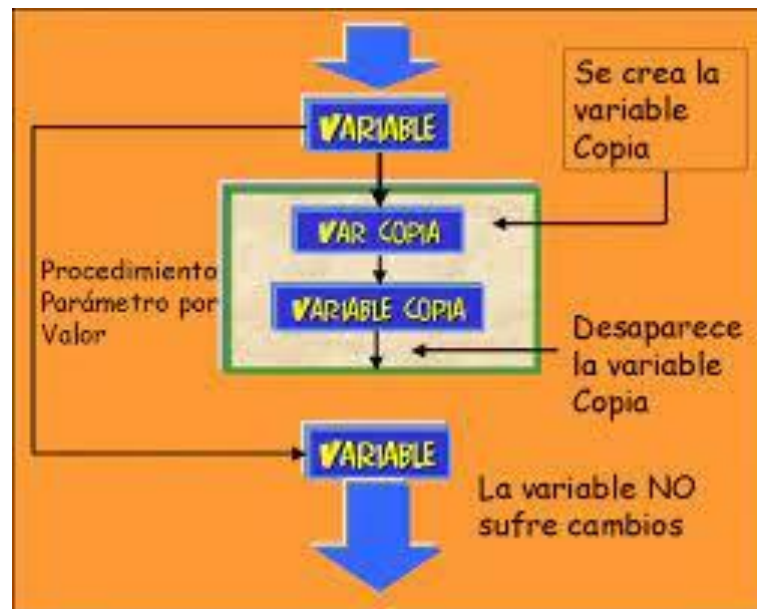 Se crea la
variable
Copia
VARIABLE
VAR COPIA
Procedimiento
Parámetro por
Valor
VARIABLE COPIA
Desaparece
la variable
Copia
VARIABLE
La variable NO
sufre cambios